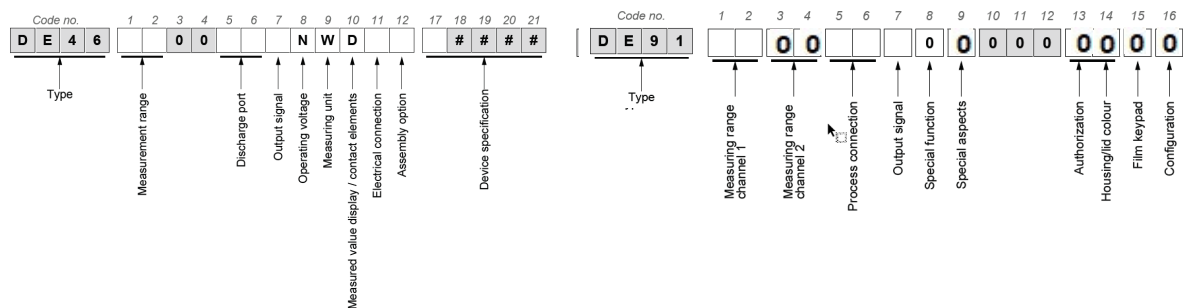 Code no. 1 2 3 4 5 6 7 8 9 10 11 12 17 18 19 20 21
D E 4 6 0 0 N W D # # # #
Type
Measurement range
Discharge port
Output signal
Operating voltage
Measuring unit
Measured value display / contact elements
Electrical connection
Assembly option
Device specification
Code no. 1 2 3 4 5 6 7 8 9 10 11 12 13 14 15 16
D E 9 1 0 0 0 0 0 0 0 0 0 0 0
Type
Measuring range
channel 1
Measuring range
channel 2
Process connection
Output signal
Special function
Special aspects
Authorization
Housing/lid colour
Film keypad
Configuration